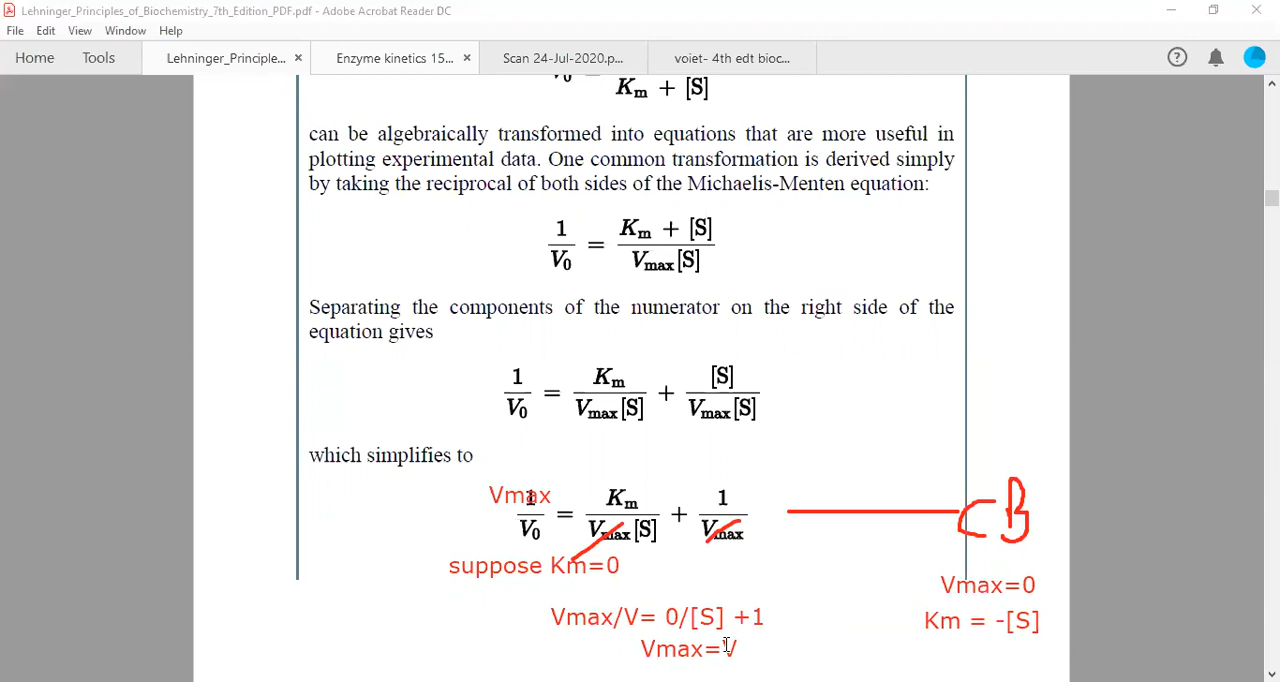 Lehninger_Principles_of_Biochemistry_7th_Edition_PDF.pdf - Adobe Acrobat Reader DC
File Edit View Window Help
Home Tools Lehninger_Principle... × Enzyme kinetics 15... × Scan 24-Jul-2020.p... voiet- 4th edt bioc...
V₀ = / Kₘ + [S]
can be algebraically transformed into equations that are more useful in
plotting experimental data. One common transformation is derived simply
by taking the reciprocal of both sides of the Michaelis-Menten equation:
1/V₀ = Kₘ + [S] / Vmax[S]
Separating the components of the numerator on the right side of the
equation gives
1/V₀ = Kₘ/Vmax[S] + [S]/Vmax[S]
which simplifies to
Vmax
1/V₀ = Kₘ/Vmax[S] + 1/Vmax B
suppose Km=0
Vmax=0
Vmax/V= 0/[S] +1
Km = -[S]
Vmax=V